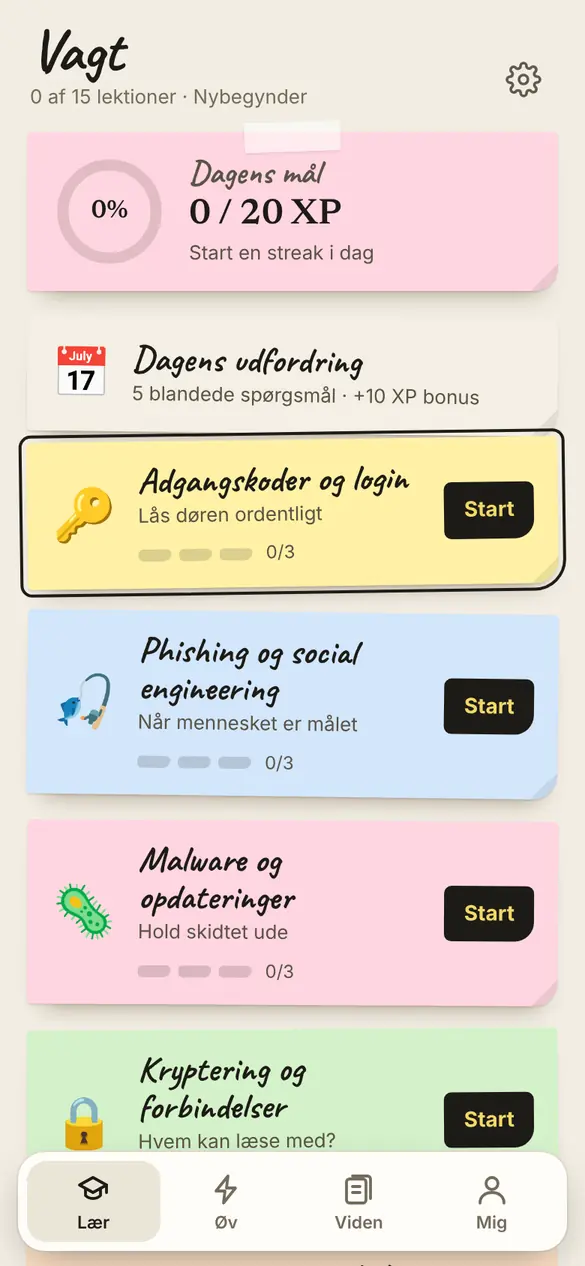 Vagt
0 af 15 lektioner · Nybegynder
Dagens mål
0%
0 / 20 XP
Start en streak i dag
July
17
Dagens udfordring
5 blandede spørgsmål · +10 XP bonus
Adgangskoder og login
Lås døren ordentligt
0/3
Start
Phishing og social
engineering
Når mennesket er målet
0/3
Start
Malware og
opdateringer
Hold skidtet ude
0/3
Start
Kryptering og
forbindelser
Hvem kan læse med?
Start
Lær
Øv
Viden
Mig